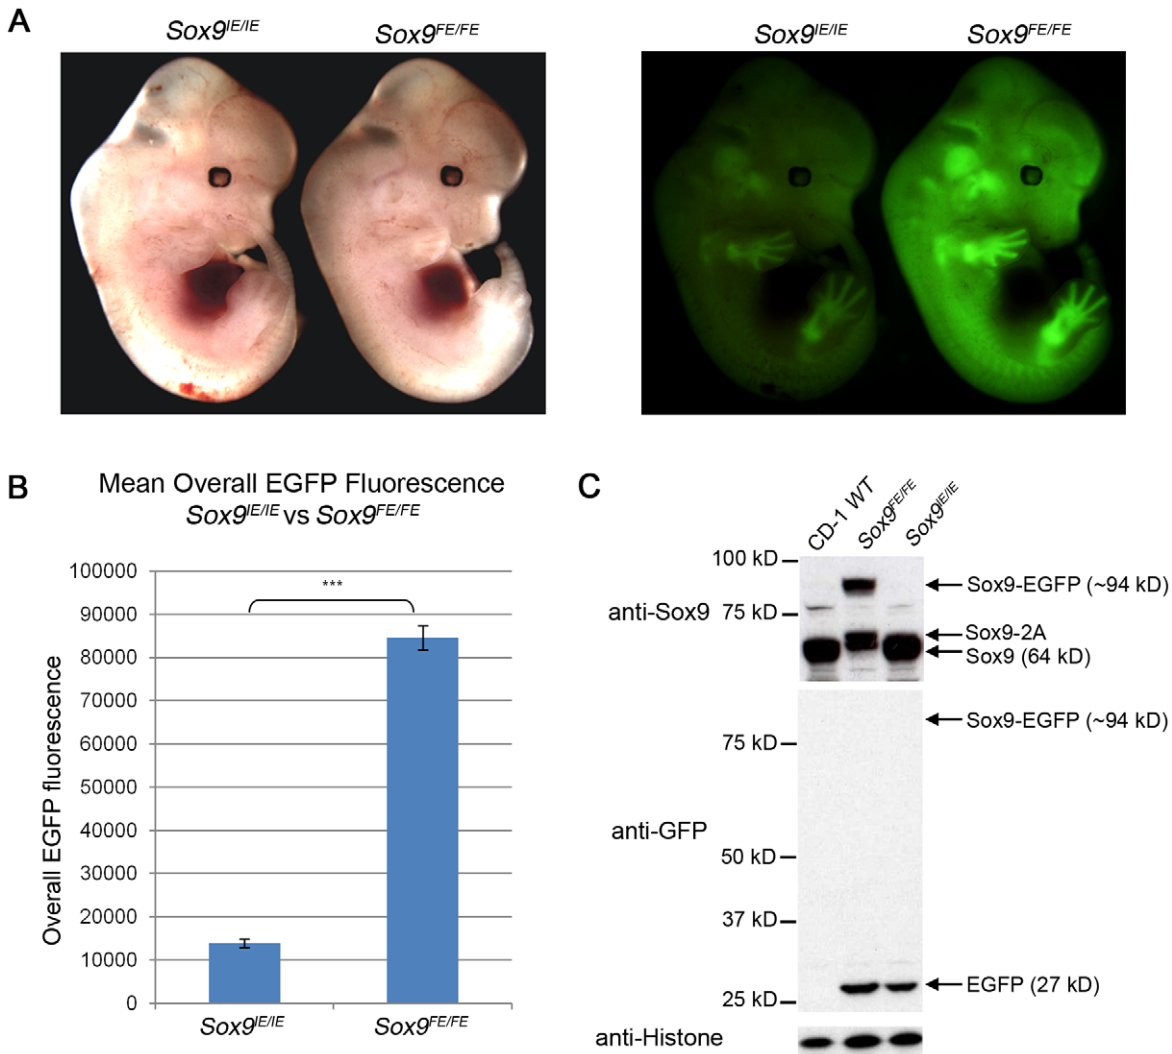 A
Sox9IE/IE Sox9FE/FE
Sox9IE/IE Sox9FE/FE
B
Mean Overall EGFP Fluorescence
Sox9IE/IE vs Sox9FE/FE
Overall EGFP fluorescence
100000
90000
80000
70000
60000
50000
40000
30000
20000
10000
0
***
Sox9IE/IE Sox9FE/FE
C
CD-1 WT
Sox9FE/FE
Sox9IE/IE
100 kD
75 kD
anti-Sox9
Sox9-EGFP (~94 kD)
Sox9-2A
Sox9 (64 kD)
Sox9-EGFP (~94 kD)
75 kD
anti-GFP
50 kD
37 kD
25 kD
EGFP (27 kD)
anti-Histone